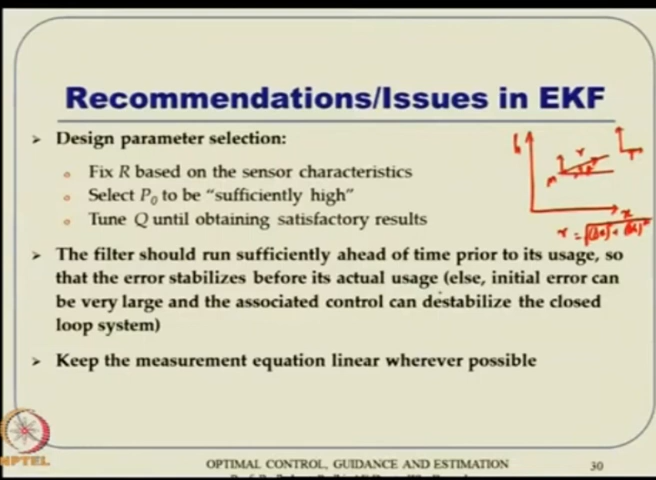 Recommendations/Issues in EKF
➢ Design parameter selection:
Fix R based on the sensor characteristics
Select P0 to be "sufficiently high"
Tune Q until obtaining satisfactory results
➢ The filter should run sufficiently ahead of time prior to its usage, so
that the error stabilizes before its actual usage (else, initial error can
be very large and the associated control can destabilize the closed
loop system)
➢ Keep the measurement equation linear wherever possible
h
r
x
NPTEL
OPTIMAL CONTROL, GUIDANCE AND ESTIMATION
30